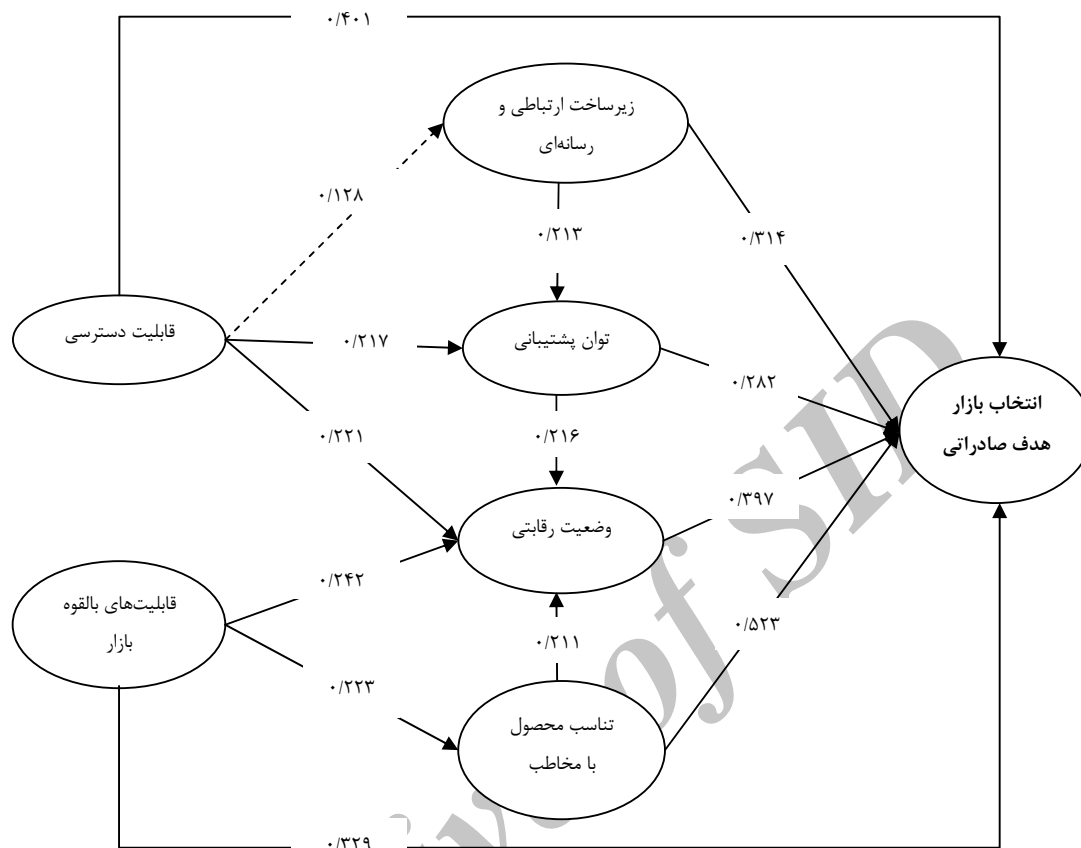 ۰/۴۰۱
زیرساخت ارتباطی و
رسانه‌ای
۰/۱۲۸
۰/۲۱۳
۰/۳۱۴
قابلیت دسترسی
۰/۲۱۷
توان پشتیبانی
۰/۲۸۲
انتخاب بازار
هدف صادراتی
۰/۲۲۱
۰/۲۱۶
۰/۳۹۷
وضعیت رقابتی
۰/۲۴۲
قابلیت‌های بالقوه
بازار
۰/۲۱۱
۰/۵۲۳
۰/۲۲۳
تناسب محصول
با مخاطب
۰/۳۲۹
of SID